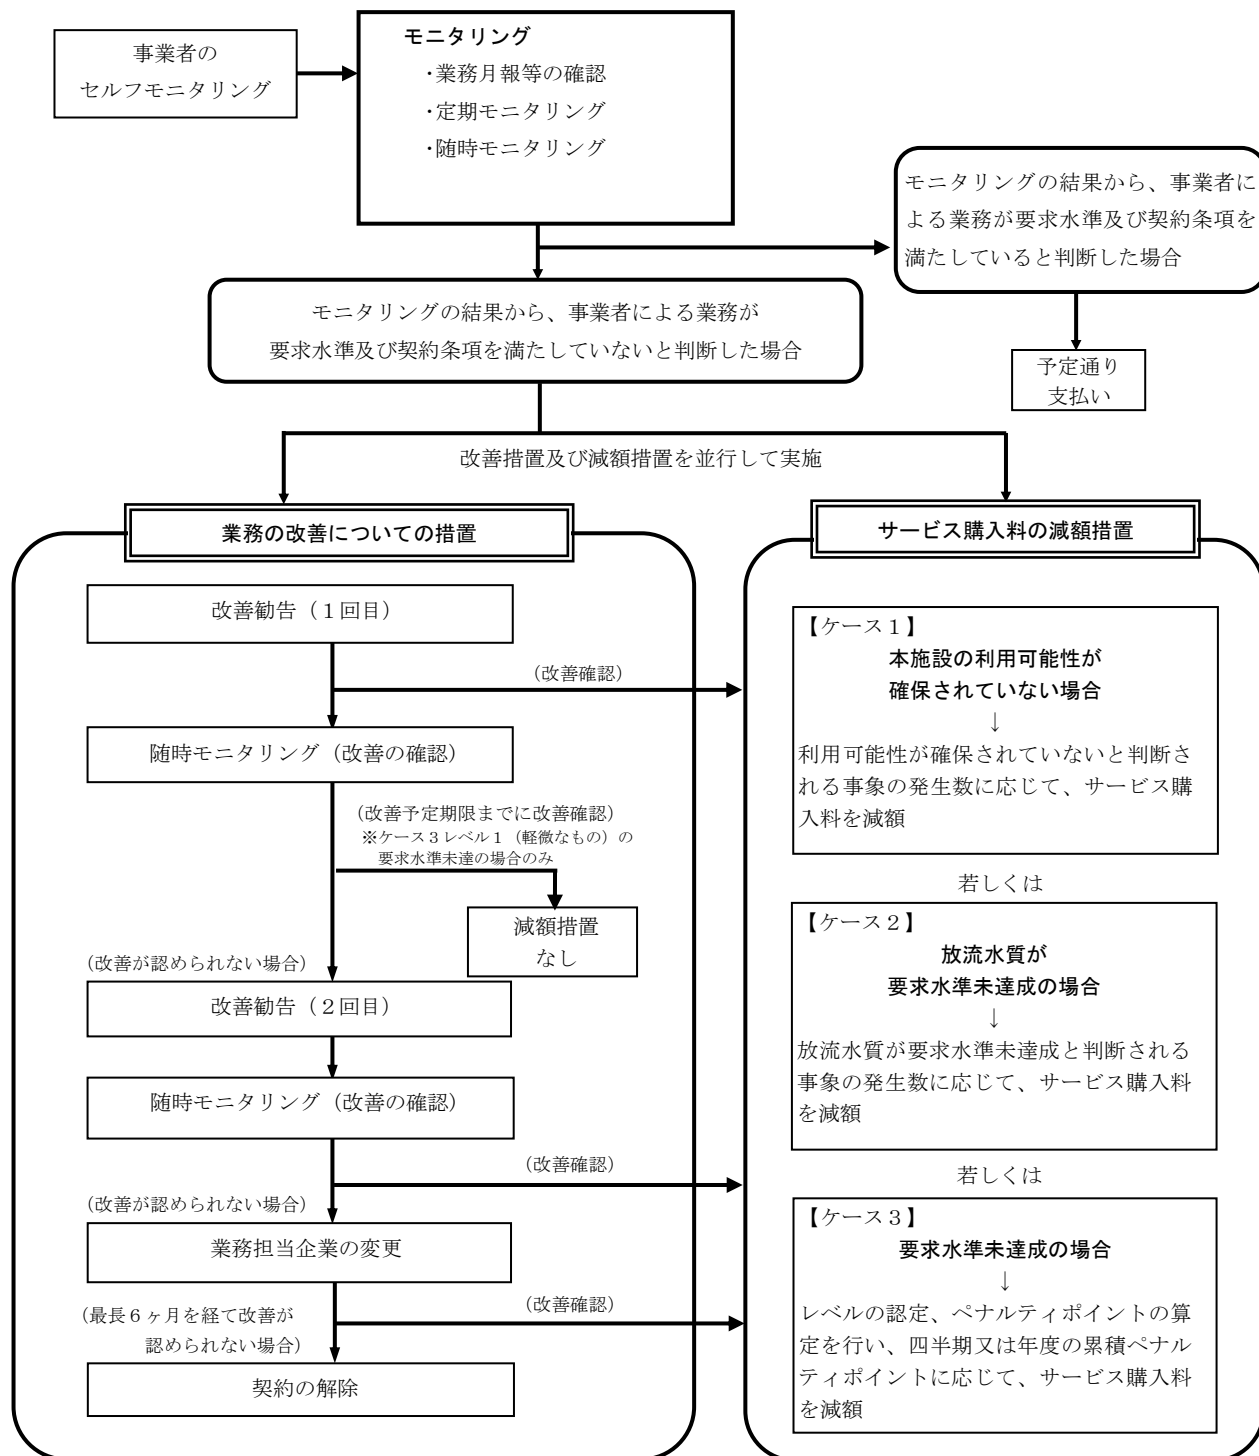 事業者の
セルフモニタリング
モニタリング
・業務月報等の確認
・定期モニタリング
・随時モニタリング
モニタリングの結果から、事業者に
よる業務が要求水準及び契約条項を
満たしていると判断した場合
モニタリングの結果から、事業者による業務が
要求水準及び契約条項を満たしていないと判断した場合
予定通り
支払い
改善措置及び減額措置を並行して実施
業務の改善についての措置
改善勧告（１回目）
（改善確認）
随時モニタリング（改善の確認）
（改善予定期限までに改善確認）
※ケース３レベル１（軽微なもの）の
要求水準未達の場合のみ
減額措置
なし
（改善が認められない場合）
改善勧告（２回目）
随時モニタリング（改善の確認）
（改善確認）
（改善が認められない場合）
業務担当企業の変更
（改善確認）
（最長６ヶ月を経て改善が
認められない場合）
契約の解除
サービス購入料の減額措置
【ケース１】
本施設の利用可能性が
確保されていない場合
↓
利用可能性が確保されていないと判断さ
れる事象の発生数に応じて、サービス購
入料を減額
若しくは
【ケース２】
放流水質が
要求水準未達成の場合
↓
放流水質が要求水準未達成と判断される
事象の発生数に応じて、サービス購入料
を減額
若しくは
【ケース３】
要求水準未達成の場合
↓
レベルの認定、ペナルティポイントの算
定を行い、四半期又は年度の累積ペナル
ティポイントに応じて、サービス購入料
を減額